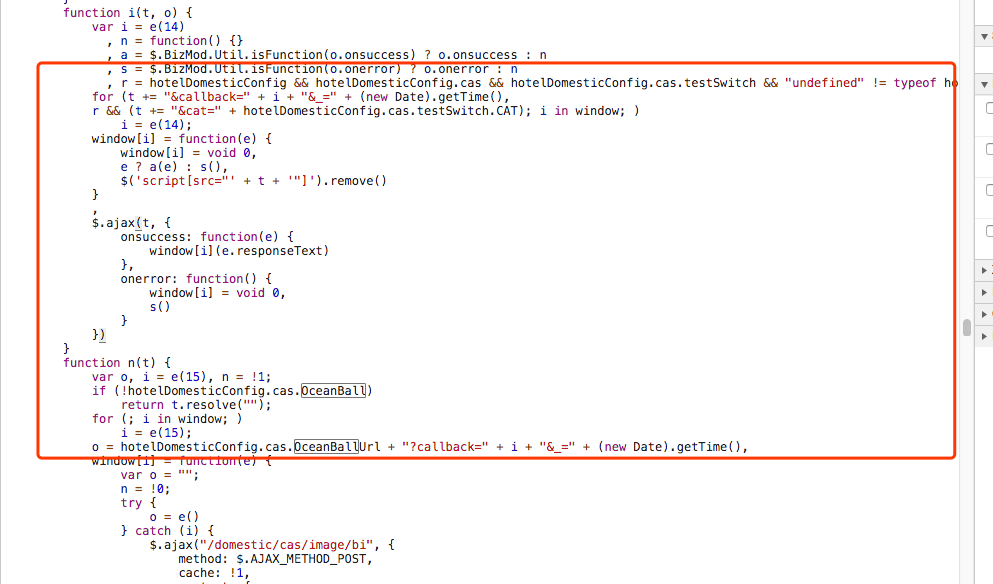 function i(t, o) {
var i = e(14)
, n = function() {}
, a = $.BizMod.Util.isFunction(o.onsuccess) ? o.onsuccess : n
, s = $.BizMod.Util.isFunction(o.onerror) ? o.onerror : n
, r = hotelDomesticConfig && hotelDomesticConfig.cas && hotelDomesticConfig.cas.testSwitch && "undefined" != typeof ho
for (t += "&callback=" + i + "&_=" + (new Date).getTime(),
r && (t += "&cat=" + hotelDomesticConfig.cas.testSwitch.CAT); i in window; )
i = e(14);
window[i] = function(e) {
window[i] = void 0,
e ? a(e) : s(),
$('script[src="' + t + '"]').remove()
}
,
$.ajax(t, {
onsuccess: function(e) {
window[i](e.responseText)
},
onerror: function() {
window[i] = void 0,
s()
}
})
}
function n(t) {
var o, i = e(15), n = !1;
if (!hotelDomesticConfig.cas.OceanBall)
return t.resolve("");
for (; i in window; )
i = e(15);
o = hotelDomesticConfig.cas.OceanBallUrl + "?callback=" + i + "&_=" + (new Date).getTime(),
window[i] = function(e) {
var o = "";
n = !0;
try {
o = e()
} catch (i) {
$.ajax("/domestic/cas/image/bi", {
method: $.AJAX_METHOD_POST,
cache: !1,